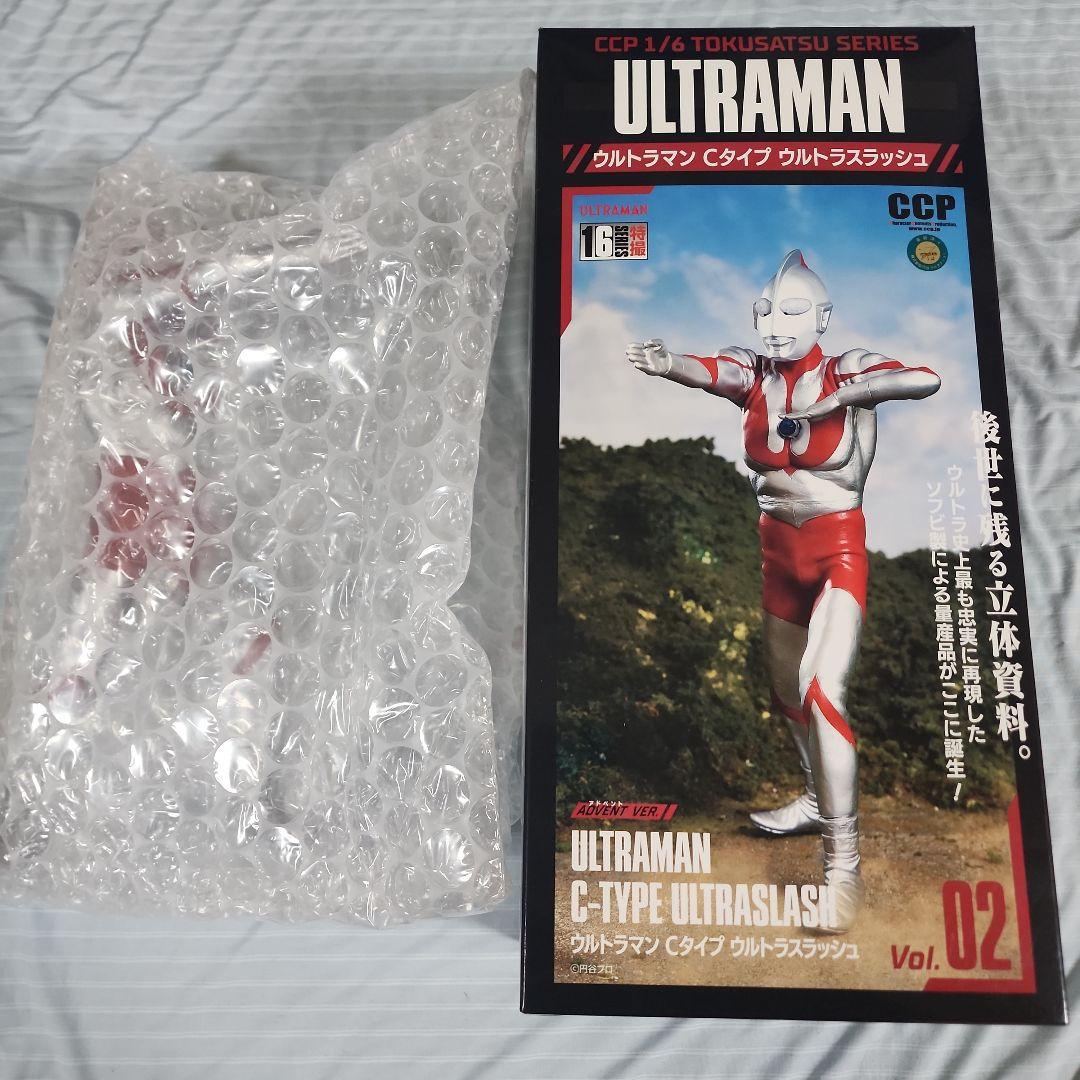 CCP 1/6 TOKUSATSU SERIES
ULTRAMAN
ウルトラマン Cタイプ ウルトラスラッシュ
ULTRAMAN
1/6 SERIES 特撮
CCP
www.ccp.jp
後世に残る立体資料。
ウルトラ史上最も忠実に再現した
ソフビ製による量産品がここに誕生!
アドベント
ADVENT VER.
ULTRAMAN
C-TYPE ULTRASLASH
ウルトラマン Cタイプ ウルトラスラッシュ
©円谷プロ
Vol. 02